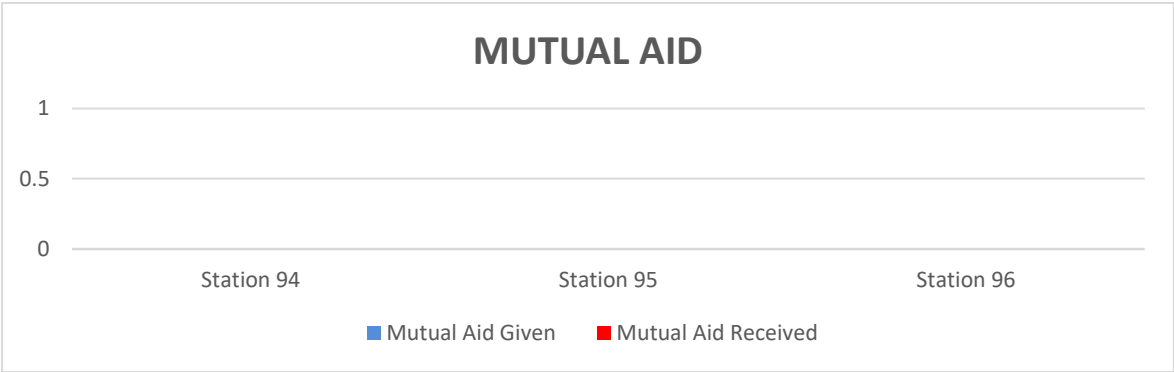 MUTUAL AID
1
0.5
0
Station 94 Station 95 Station 96
Mutual Aid Given Mutual Aid Received